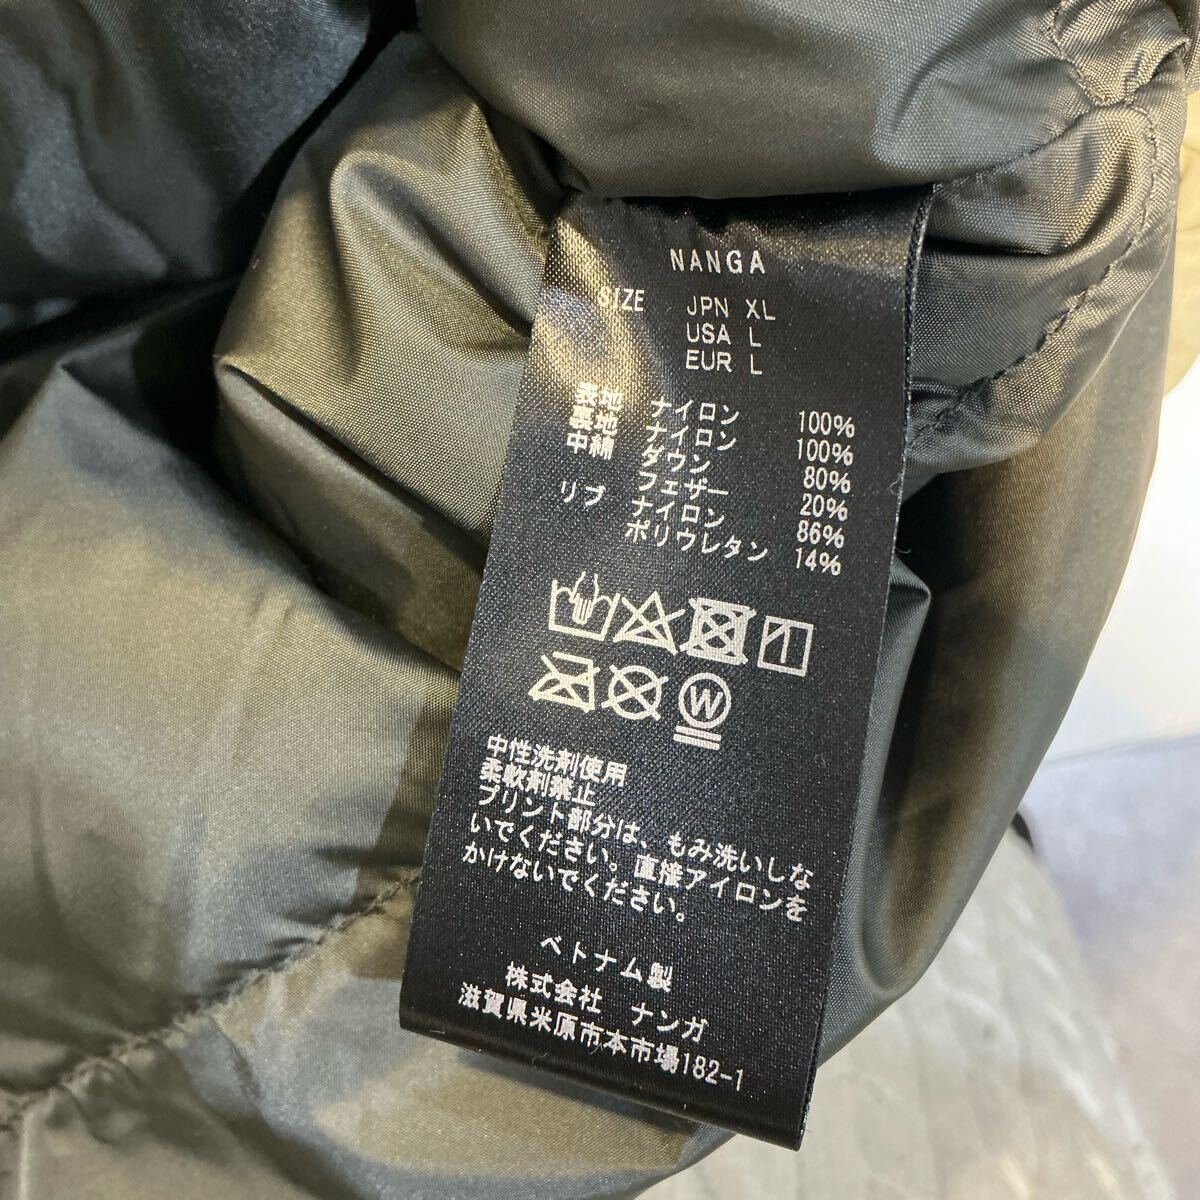 NANGA
SIZE JPN XL
USA L
EUR L
表地 ナイロン 100%
裏地 ナイロン 100%
中綿 ダウン 80%
フェザー 20%
リブ ナイロン 86%
ポリウレタン 14%
W
中性洗剤使用
柔軟剤禁止
プリント部分は、もみ洗いしな
いでください。直接アイロンを
かけないでください。
ベトナム製
株式会社 ナンガ
滋賀県米原市本市場182-1